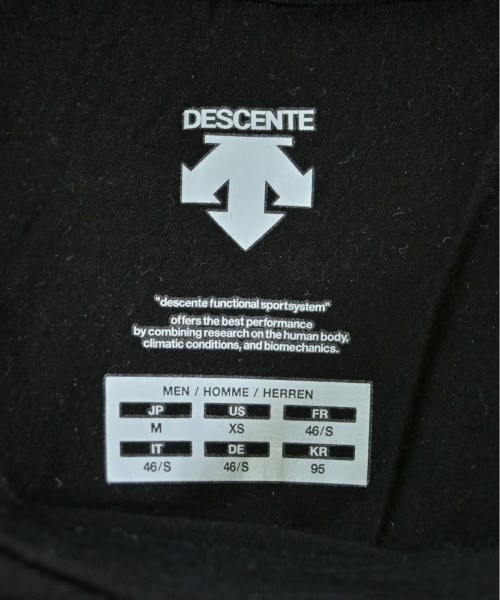 DESCENTE
"descente functional sportsystem"
offers the best performance
by combining research on the human body,
climatic conditions, and biomechanics.
MEN / HOMME / HERREN
JP US FR
M XS 46/S
IT DE KR
46/S 46/S 95